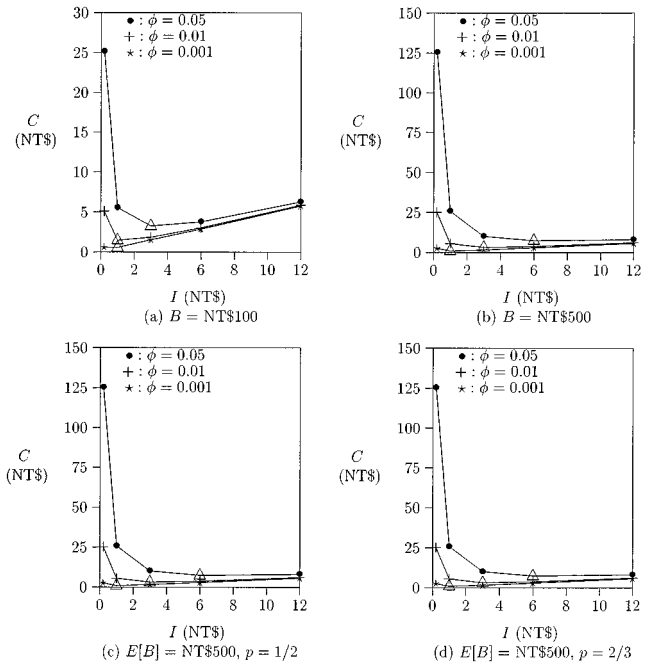 30
25
20
15
10
5
0
C
(NT$)
● : ϕ = 0.05
+ : ϕ = 0.01
⋆ : ϕ = 0.001
0 2 4 6 8 10 12
I (NT$)
(a) B = NT$100
150
125
100
75
50
25
0
C
(NT$)
● : ϕ = 0.05
+ : ϕ = 0.01
⋆ : ϕ = 0.001
0 2 4 6 8 10 12
I (NT$)
(b) B = NT$500
150
125
100
75
50
25
0
C
(NT$)
● : ϕ = 0.05
+ : ϕ = 0.01
⋆ : ϕ = 0.001
0 2 4 6 8 10 12
I (NT$)
(c) E[B] = NT$500, p = 1/2
150
125
100
75
50
25
0
C
(NT$)
● : ϕ = 0.05
+ : ϕ = 0.01
⋆ : ϕ = 0.001
0 2 4 6 8 10 12
I (NT$)
(d) E[B] = NT$500, p = 2/3